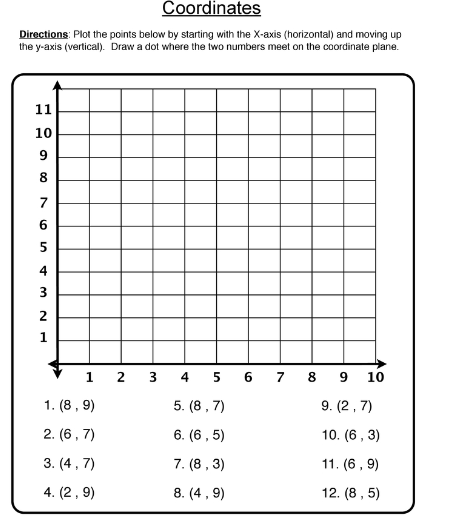 Coordinates
Directions: Plot the points below by starting with the X-axis (horizontal) and moving up
the y-axis (vertical).  Draw a dot where the two numbers meet on the coordinate plane.
11
10
9
8
7
6
5
4
3
2
1
1 2 3 4 5 6 7 8 9 10
1. (8 , 9) 5. (8 , 7) 9. (2 , 7)
2. (6 , 7) 6. (6 , 5) 10. (6 , 3)
3. (4 , 7) 7. (8 , 3) 11. (6 , 9)
4. (2 , 9) 8. (4 , 9) 12. (8 , 5)